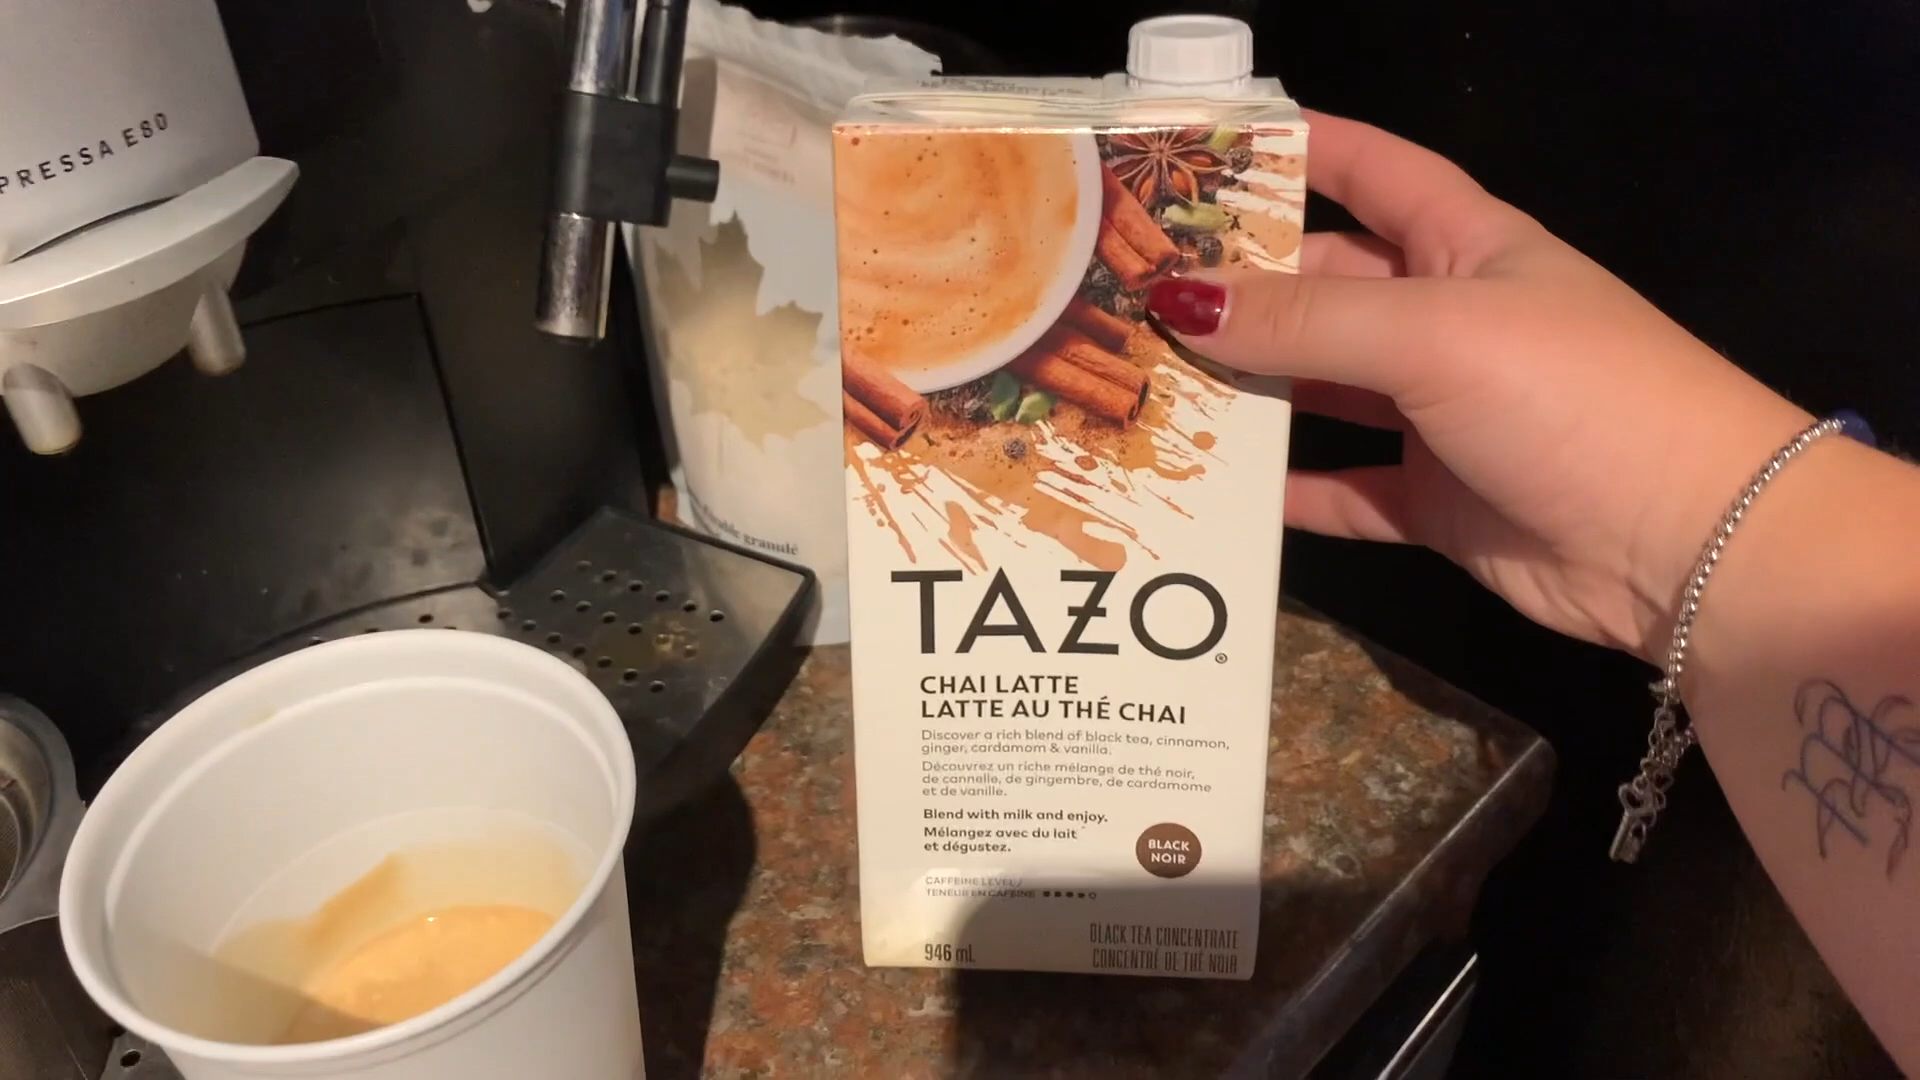 PRESSA E80
granulé
TAZO®
CHAI LATTE
LATTE AU THÉ CHAI
Discover a rich blend of black tea, cinnamon,
ginger, cardamom & vanilla.
Découvrez un riche mélange de thé noir,
de cannelle, de gingembre, de cardamome
et de vanille.
Blend with milk and enjoy.
Mélangez avec du lait
et dégustez.
BLACK
NOIR
CAFFEINE LEVEL /
TENEUR EN CAFÉINE
946 mL
BLACK TEA CONCENTRATE
CONCENTRÉ DE THÉ NOIR